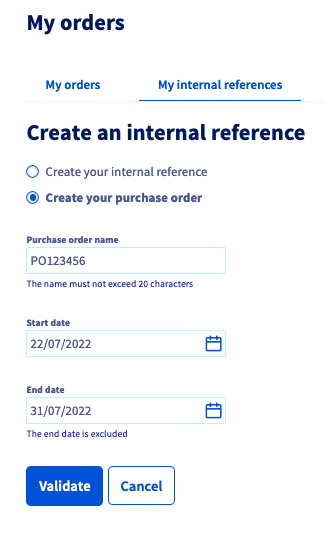 My orders
My orders
My internal references
Create an internal reference
Create your internal reference
Create your purchase order
Purchase order name
PO123456
The name must not exceed 20 characters
Start date
22/07/2022
End date
31/07/2022
The end date is excluded
Validate
Cancel